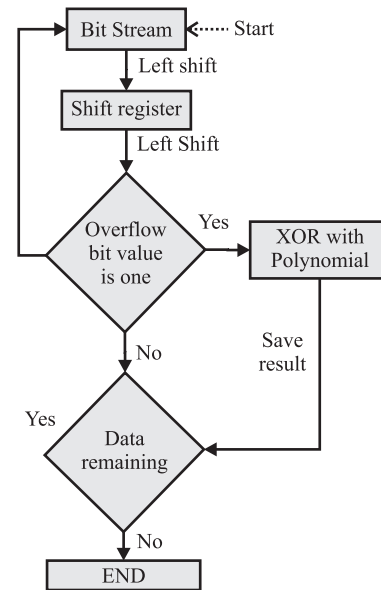 Bit Stream
Start
Left shift
Shift register
Left Shift
Overflow
bit value
is one
Yes
XOR with
Polynomial
Save
result
No
Yes
Data
remaining
No
END